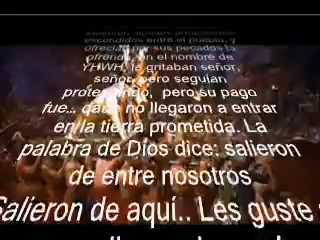 escondidos entre el pueblo, y
ofrecian por sus pecados la
ofrenda, en el nombre de
YHWH, le gritaban señor,
señor, pero seguian
protestando, pero su pago
fue.. que no llegaron a entrar
en la tierra prometida. La
palabra de Dios dice: salieron
de entre nosotros
Salieron de aquí.. Les guste